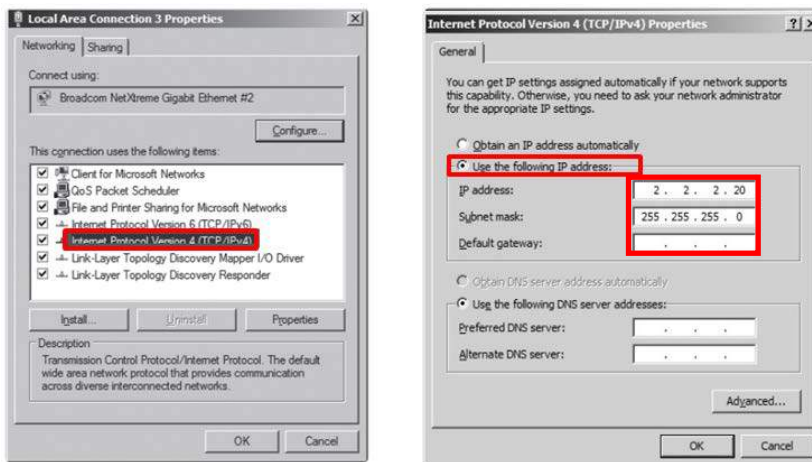 Local Area Connection 3 Properties
Networking
Sharing
Connect using:
Broadcom NetXtreme Gigabit Ethernet #2
Configure...
This connection uses the following items:
Client for Microsoft Networks
QoS Packet Scheduler
File and Printer Sharing for Microsoft Networks
Internet Protocol Version 6 (TCP/IPv6)
Internet Protocol Version 4 (TCP/IPv4)
Link-Layer Topology Discovery Mapper I/O Driver
Link-Layer Topology Discovery Responder
Install...
Uninstall
Properties
Description
Transmission Control Protocol/Internet Protocol. The default
wide area network protocol that provides communication
across diverse interconnected networks.
OK
Cancel
Internet Protocol Version 4 (TCP/IPv4) Properties
General
You can get IP settings assigned automatically if your network supports
this capability. Otherwise, you need to ask your network administrator
for the appropriate IP settings.
Obtain an IP address automatically
Use the following IP address:
IP address: 2 . 2 . 2 . 20
Subnet mask: 255 . 255 . 255 . 0
Default gateway: . . .
Obtain DNS server address automatically
Use the following DNS server addresses:
Preferred DNS server: . . .
Alternate DNS server: . . .
Advanced...
OK
Cancel